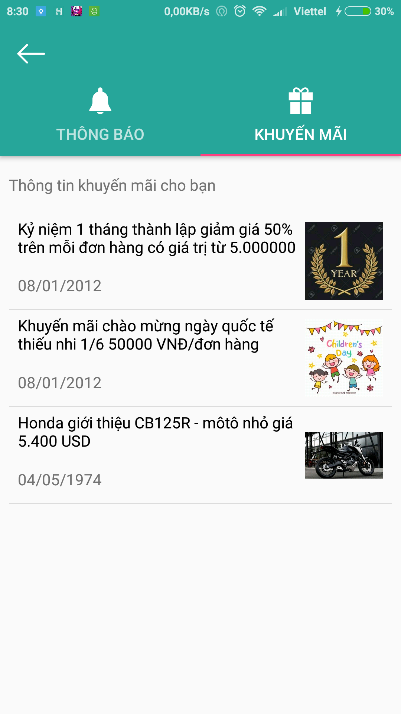 8:30
0,00KB/s
Viettel
30%
THÔNG BÁO
KHUYẾN MÃI
Thông tin khuyến mãi cho bạn
Kỷ niệm 1 tháng thành lập giảm giá 50%
trên mỗi đơn hàng có giá trị từ 5.000000
08/01/2012
1
YEAR
Khuyến mãi chào mừng ngày quốc tế
thiếu nhi 1/6 50000 VNĐ/đơn hàng
08/01/2012
Children's
Day
Honda giới thiệu CB125R - môtô nhỏ giá
5.400 USD
04/05/1974